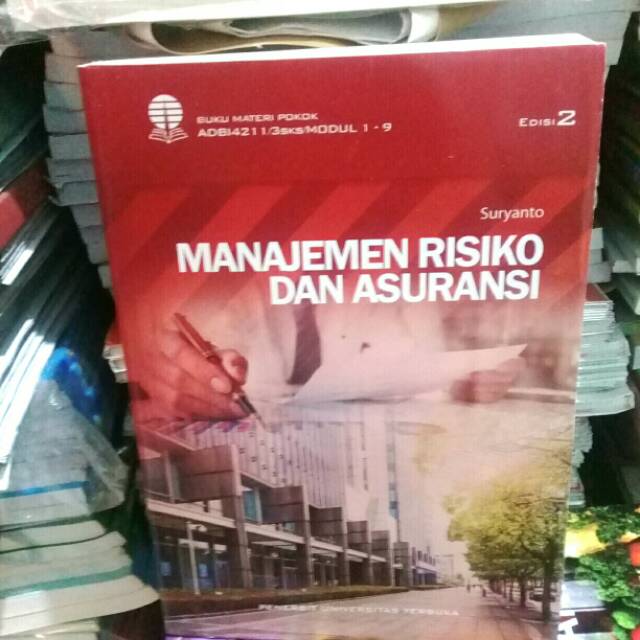 BUKU MATERI POKOK
ADBI4211/3SKS/MODUL 1 - 9
EDISI 2
Suryanto
MANAJEMEN RISIKO
DAN ASURANSI
PENERBIT UNIVERSITAS TERBUKA